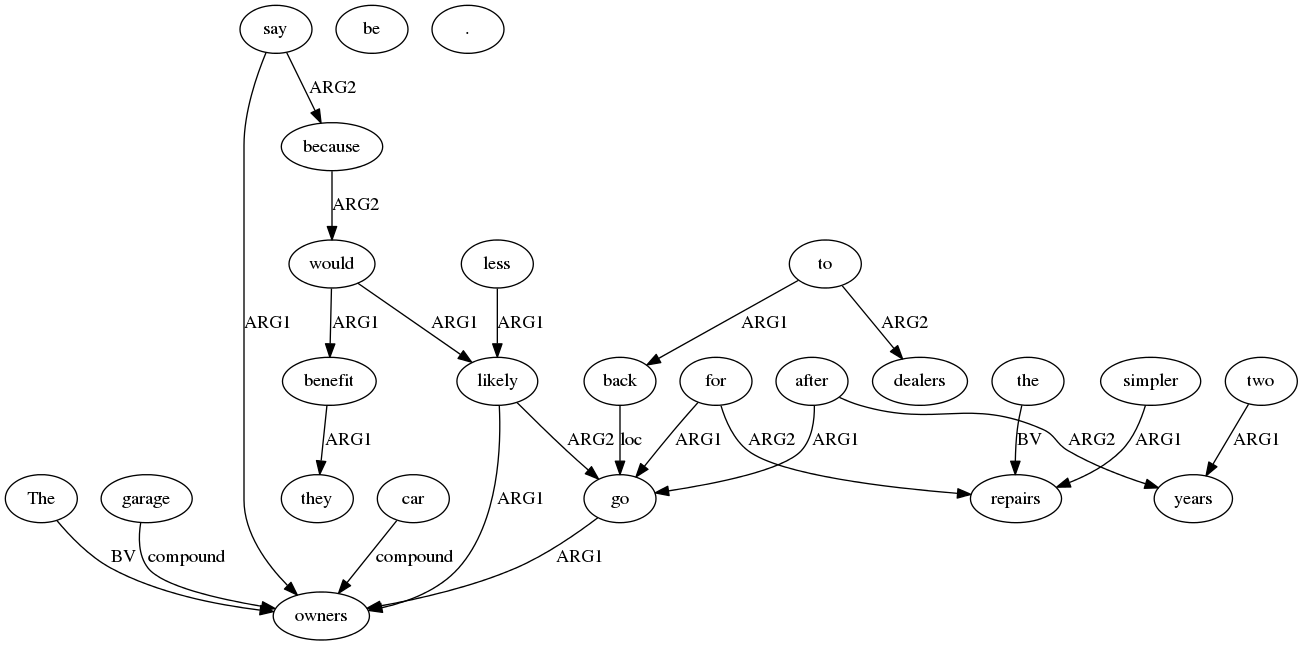 say be .
ARG2
because
ARG2
would less to
ARG1 ARG1 ARG1 ARG1 ARG1 ARG2
benefit likely back for after dealers the simpler two
ARG1 ARG2 loc ARG1 ARG2 ARG1 BV ARG2 ARG1 ARG1
The garage they car ARG1 go repairs years
BV compound compound ARG1
owners